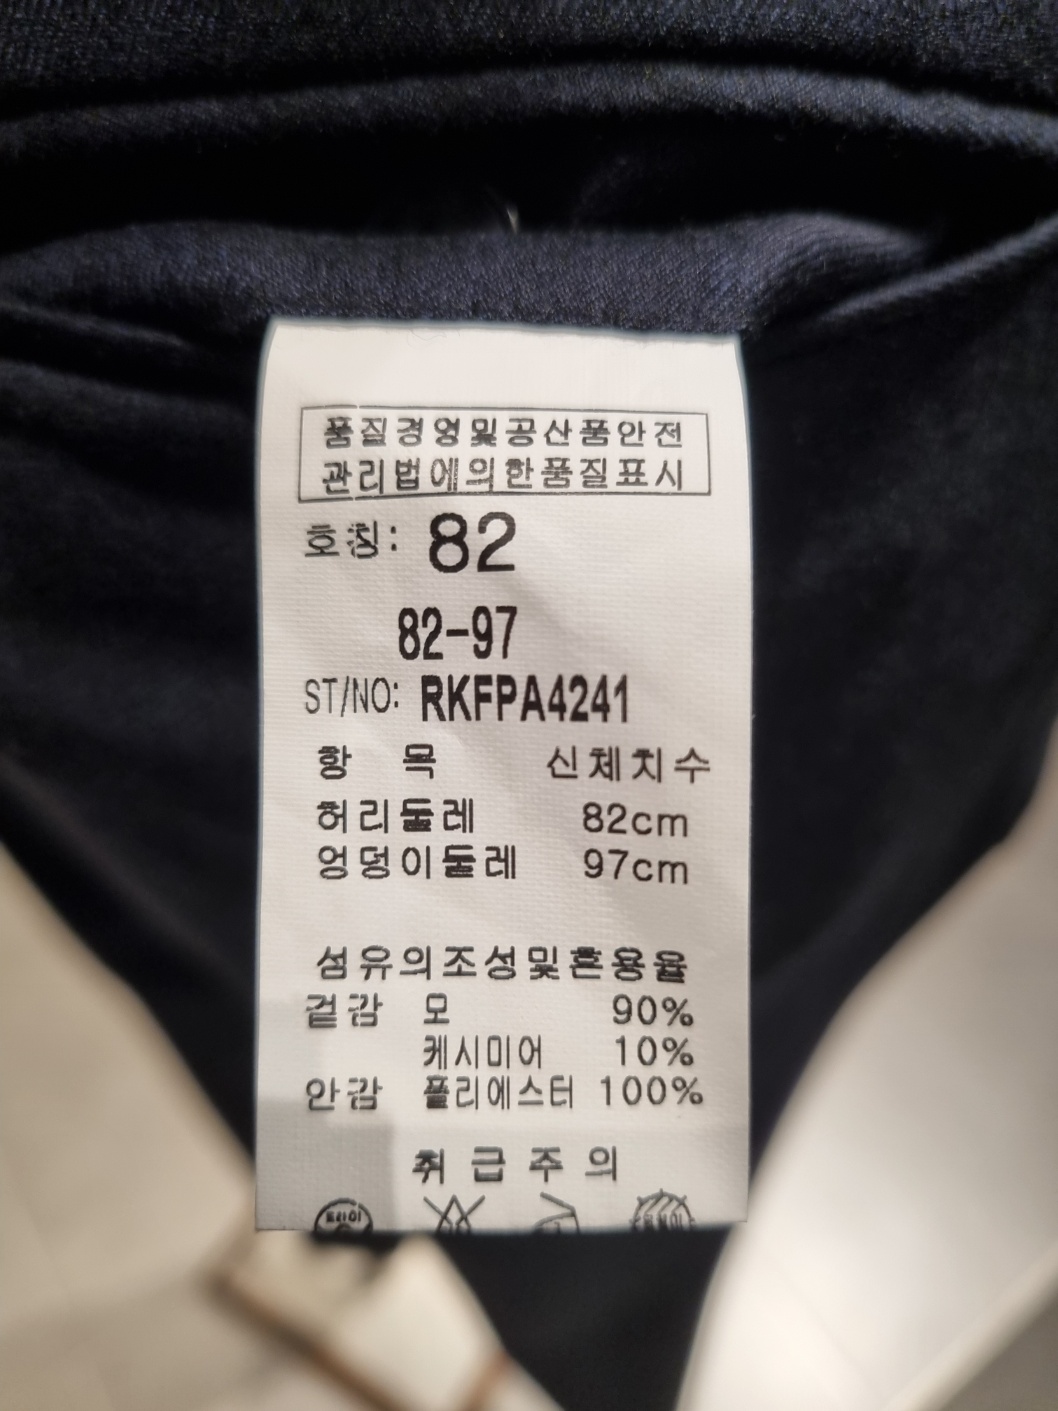 품질경영및공산품안전
관리법에의한품질표시
호칭: 82
82-97
ST/NO: RKFPA4241
항 목 신체치수
허리둘레 82cm
엉덩이둘레 97cm
섬유의조성및혼용율
겉감 모 90%
케시미어 10%
안감 폴리에스터 100%
취급주의
드라이